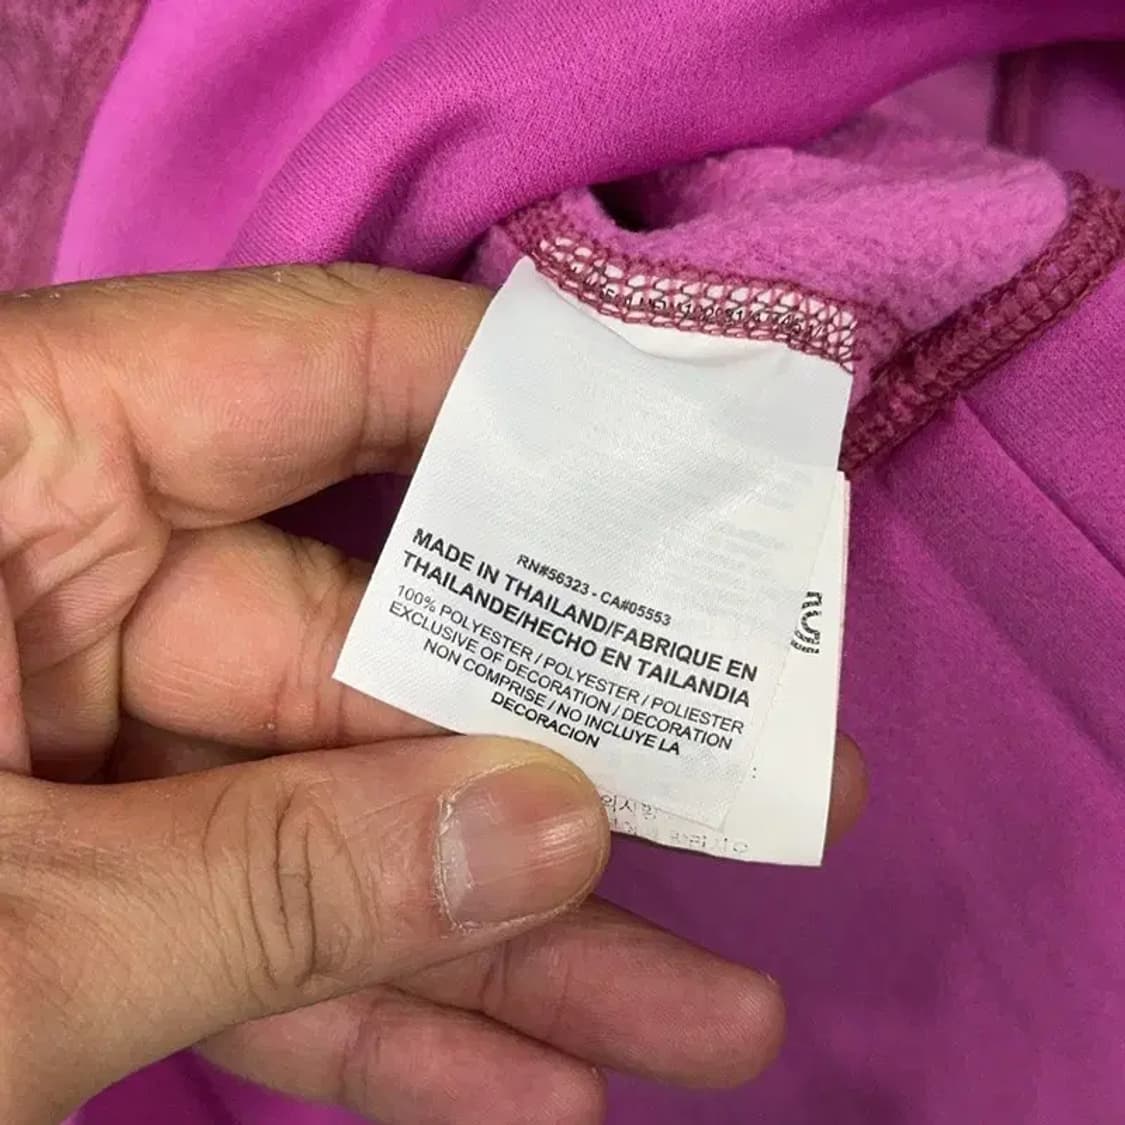 RN#56323 - CA#05553
MADE IN THAILAND/FABRIQUE EN
THAILANDE/HECHO EN TAILANDIA
100% POLYESTER / POLYESTER / POLIESTER
EXCLUSIVE OF DECORATION / DECORATION
NON COMPRISE / NO INCLUYE LA
DECORACION